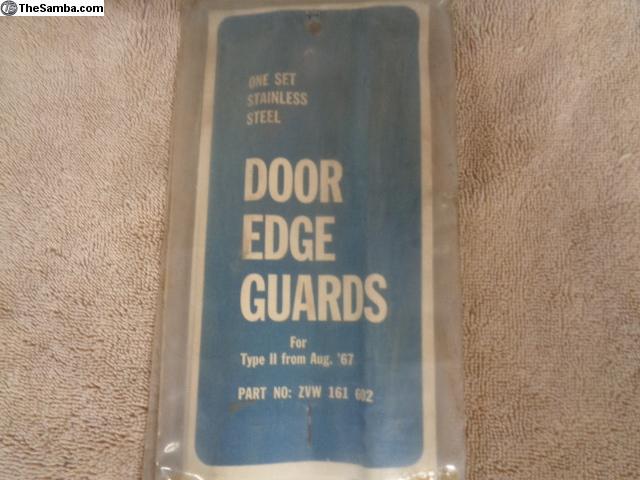 TheSamba.com
ONE SET
STAINLESS
STEEL
DOOR
EDGE
GUARDS
For
Type II from Aug. '67
PART NO: ZVW 161 602